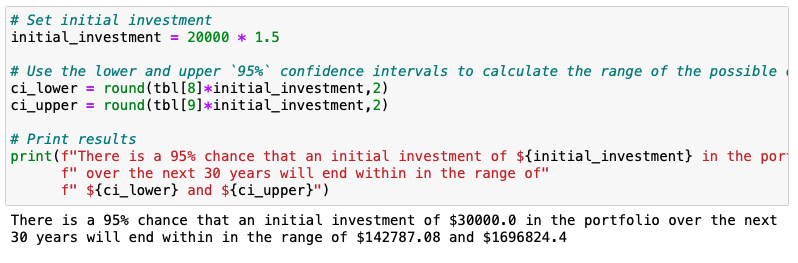 # Set initial investment
initial_investment = 20000 * 1.5
# Use the lower and upper `95%` confidence intervals to calculate the range of the possible
ci_lower = round(tbl[8]*initial_investment,2)
ci_upper = round(tbl[9]*initial_investment,2)
# Print results
print(f"There is a 95% chance that an initial investment of ${initial_investment} in the por
f" over the next 30 years will end within in the range of"
f" ${ci_lower} and ${ci_upper}")
There is a 95% chance that an initial investment of $30000.0 in the portfolio over the next
30 years will end within in the range of $142787.08 and $1696824.4